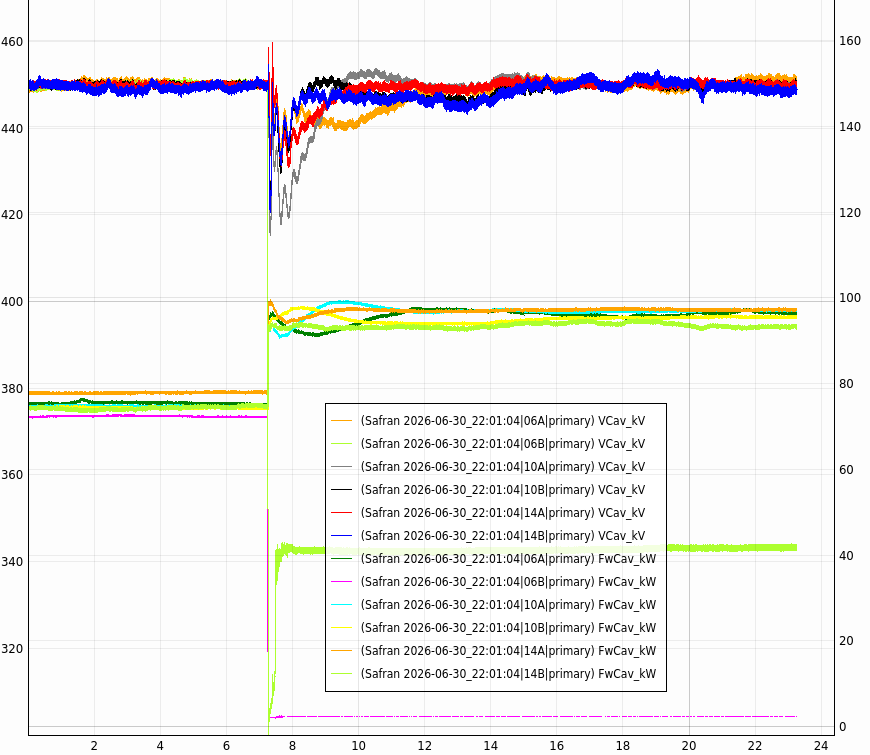 460
440
420
400
380
360
340
320
160
140
120
100
80
60
40
20
0
(Safran 2026-06-30_22:01:04|06A|primary) VCav_kV
(Safran 2026-06-30_22:01:04|06B|primary) VCav_kV
(Safran 2026-06-30_22:01:04|10A|primary) VCav_kV
(Safran 2026-06-30_22:01:04|10B|primary) VCav_kV
(Safran 2026-06-30_22:01:04|14A|primary) VCav_kV
(Safran 2026-06-30_22:01:04|14B|primary) VCav_kV
(Safran 2026-06-30_22:01:04|06A|primary) FwCav_kW
(Safran 2026-06-30_22:01:04|06B|primary) FwCav_kW
(Safran 2026-06-30_22:01:04|10A|primary) FwCav_kW
(Safran 2026-06-30_22:01:04|10B|primary) FwCav_kW
(Safran 2026-06-30_22:01:04|14A|primary) FwCav_kW
(Safran 2026-06-30_22:01:04|14B|primary) FwCav_kW
2 4 6 8 10 12 14 16 18 20 22 24